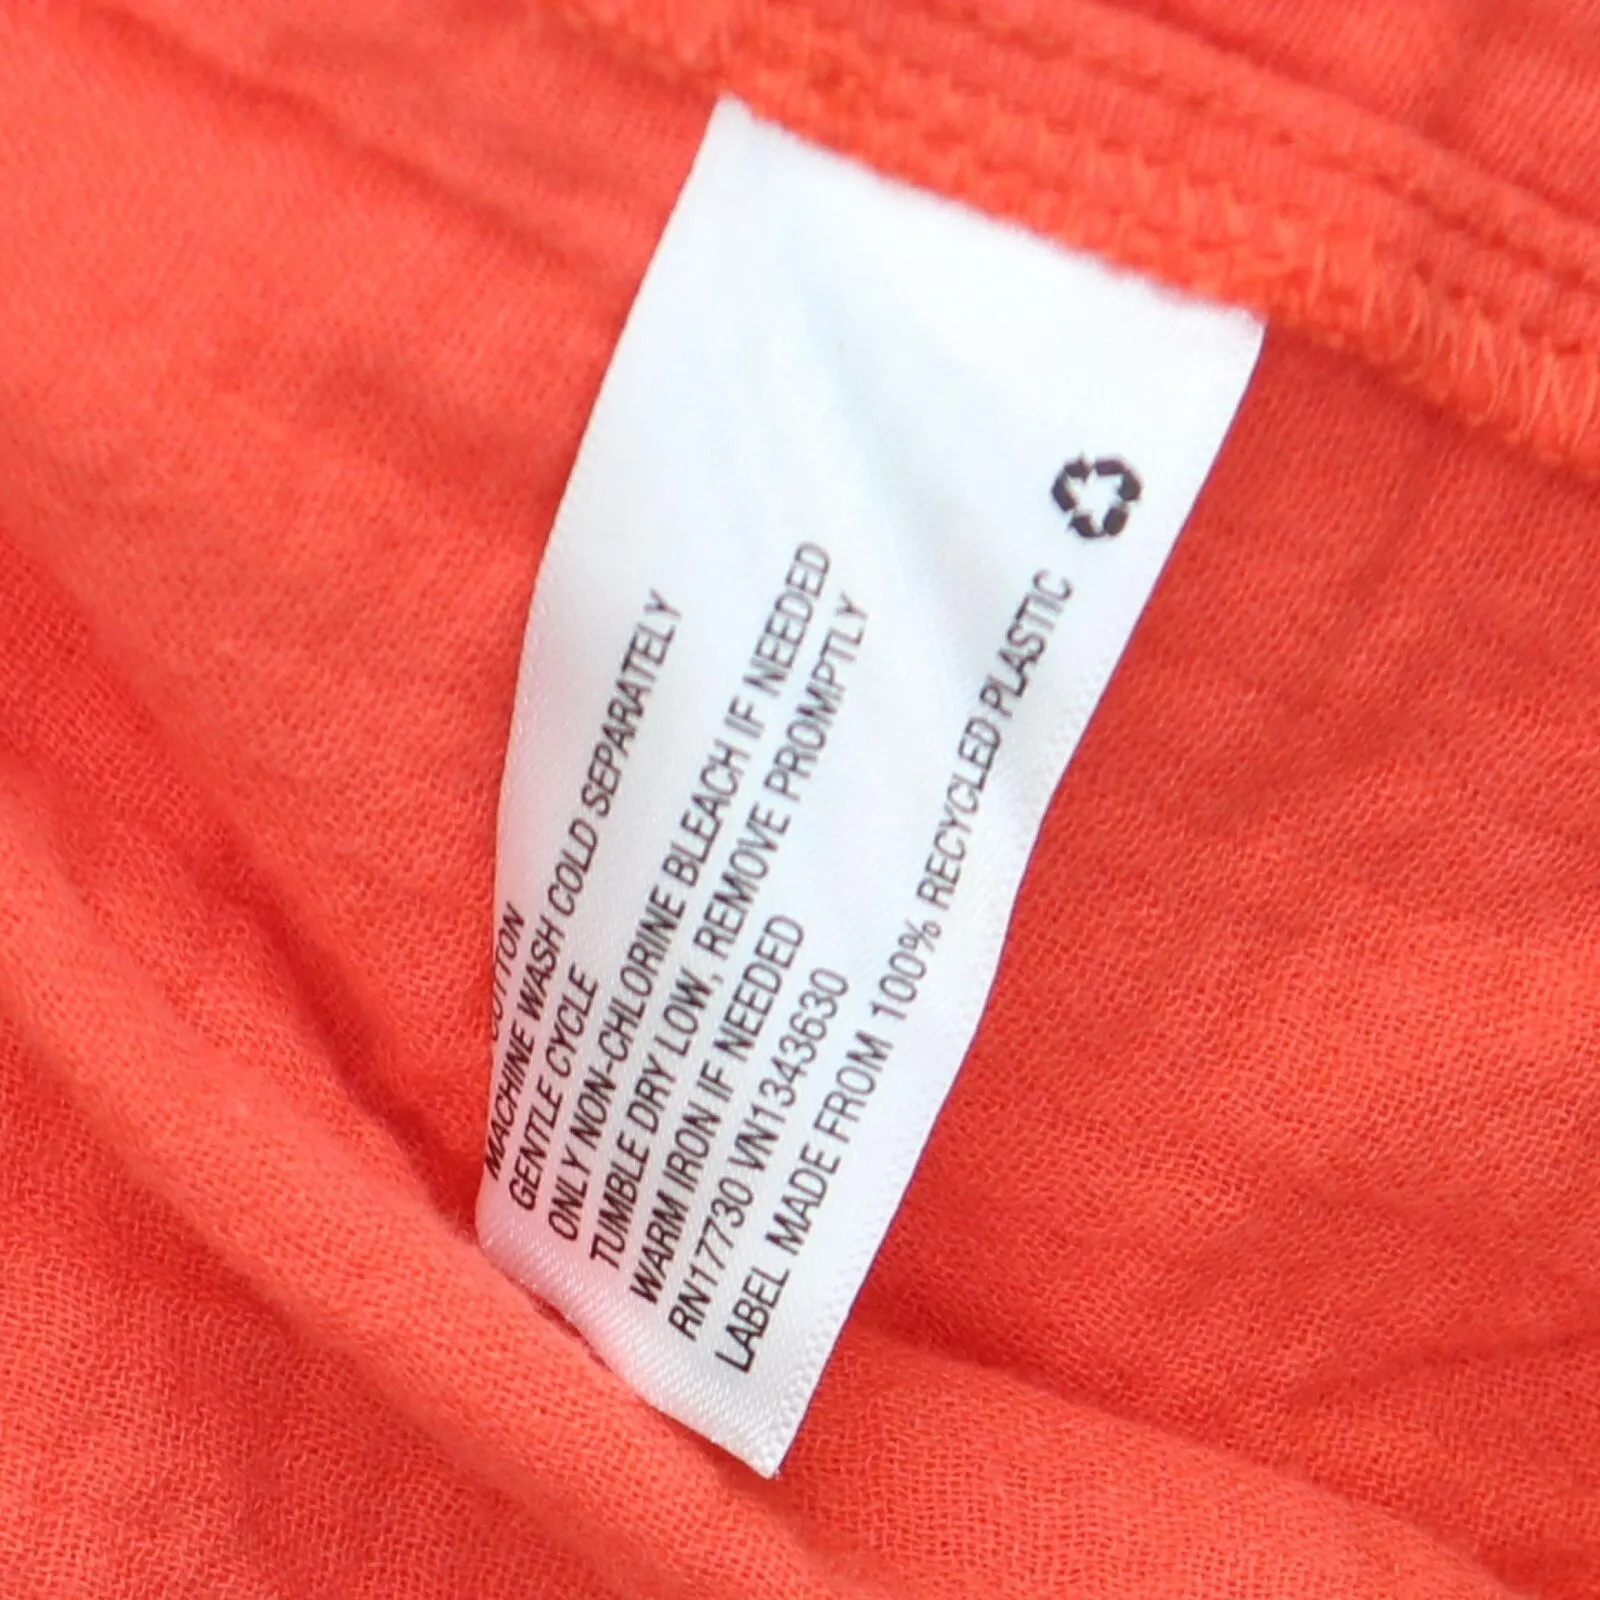 COTTON
MACHINE WASH COLD SEPARATELY
GENTLE CYCLE
ONLY NON-CHLORINE BLEACH IF NEEDED
TUMBLE DRY LOW, REMOVE PROMPTLY
WARM IRON IF NEEDED
RN17730 VN1343630
LABEL MADE FROM 100% RECYCLED PLASTIC